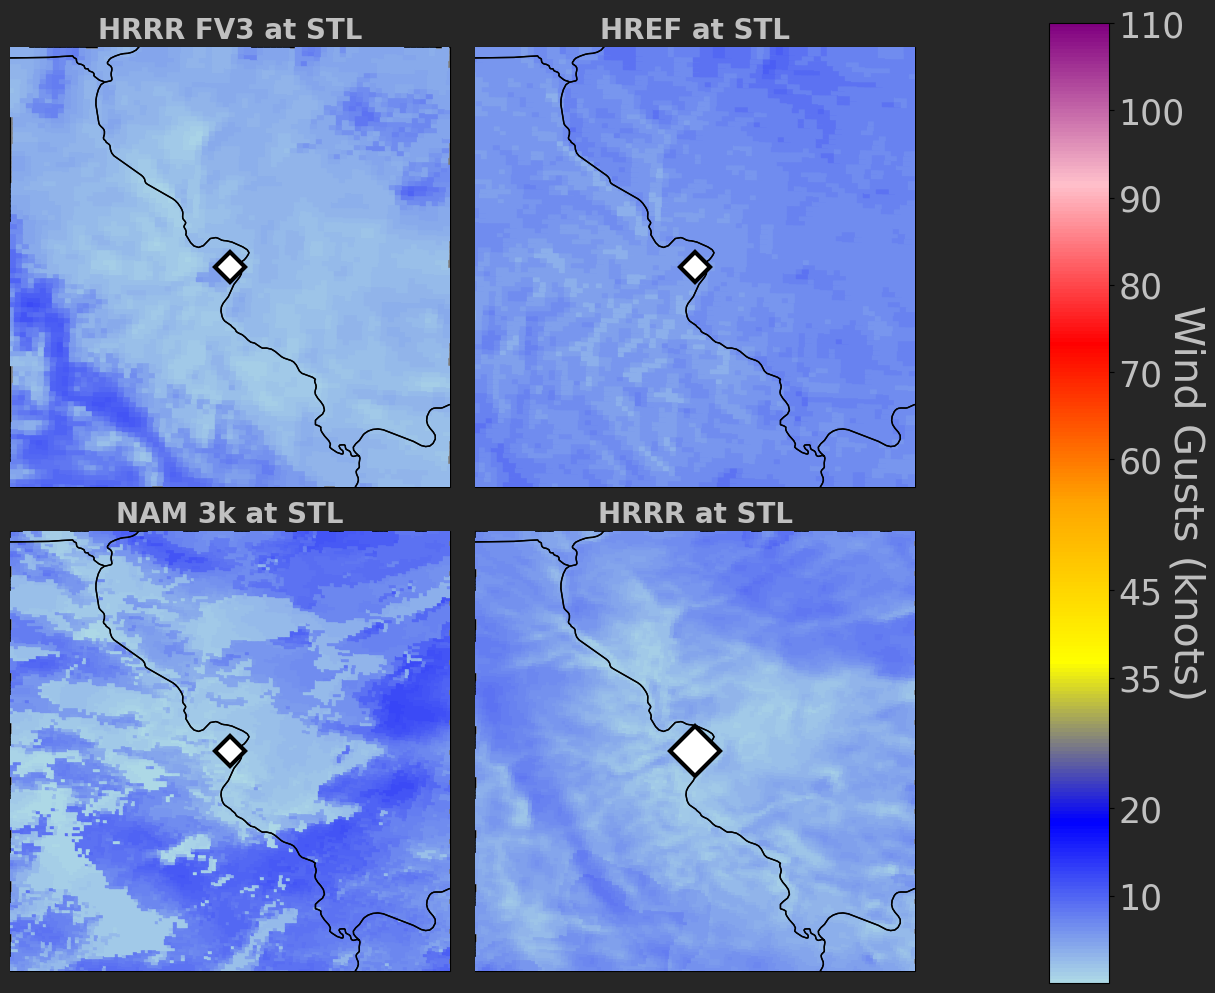 HRRR FV3 at STL
HREF at STL
NAM 3k at STL
HRRR at STL
110
100
90
80
70
60
45
35
20
10
Wind Gusts (knots)